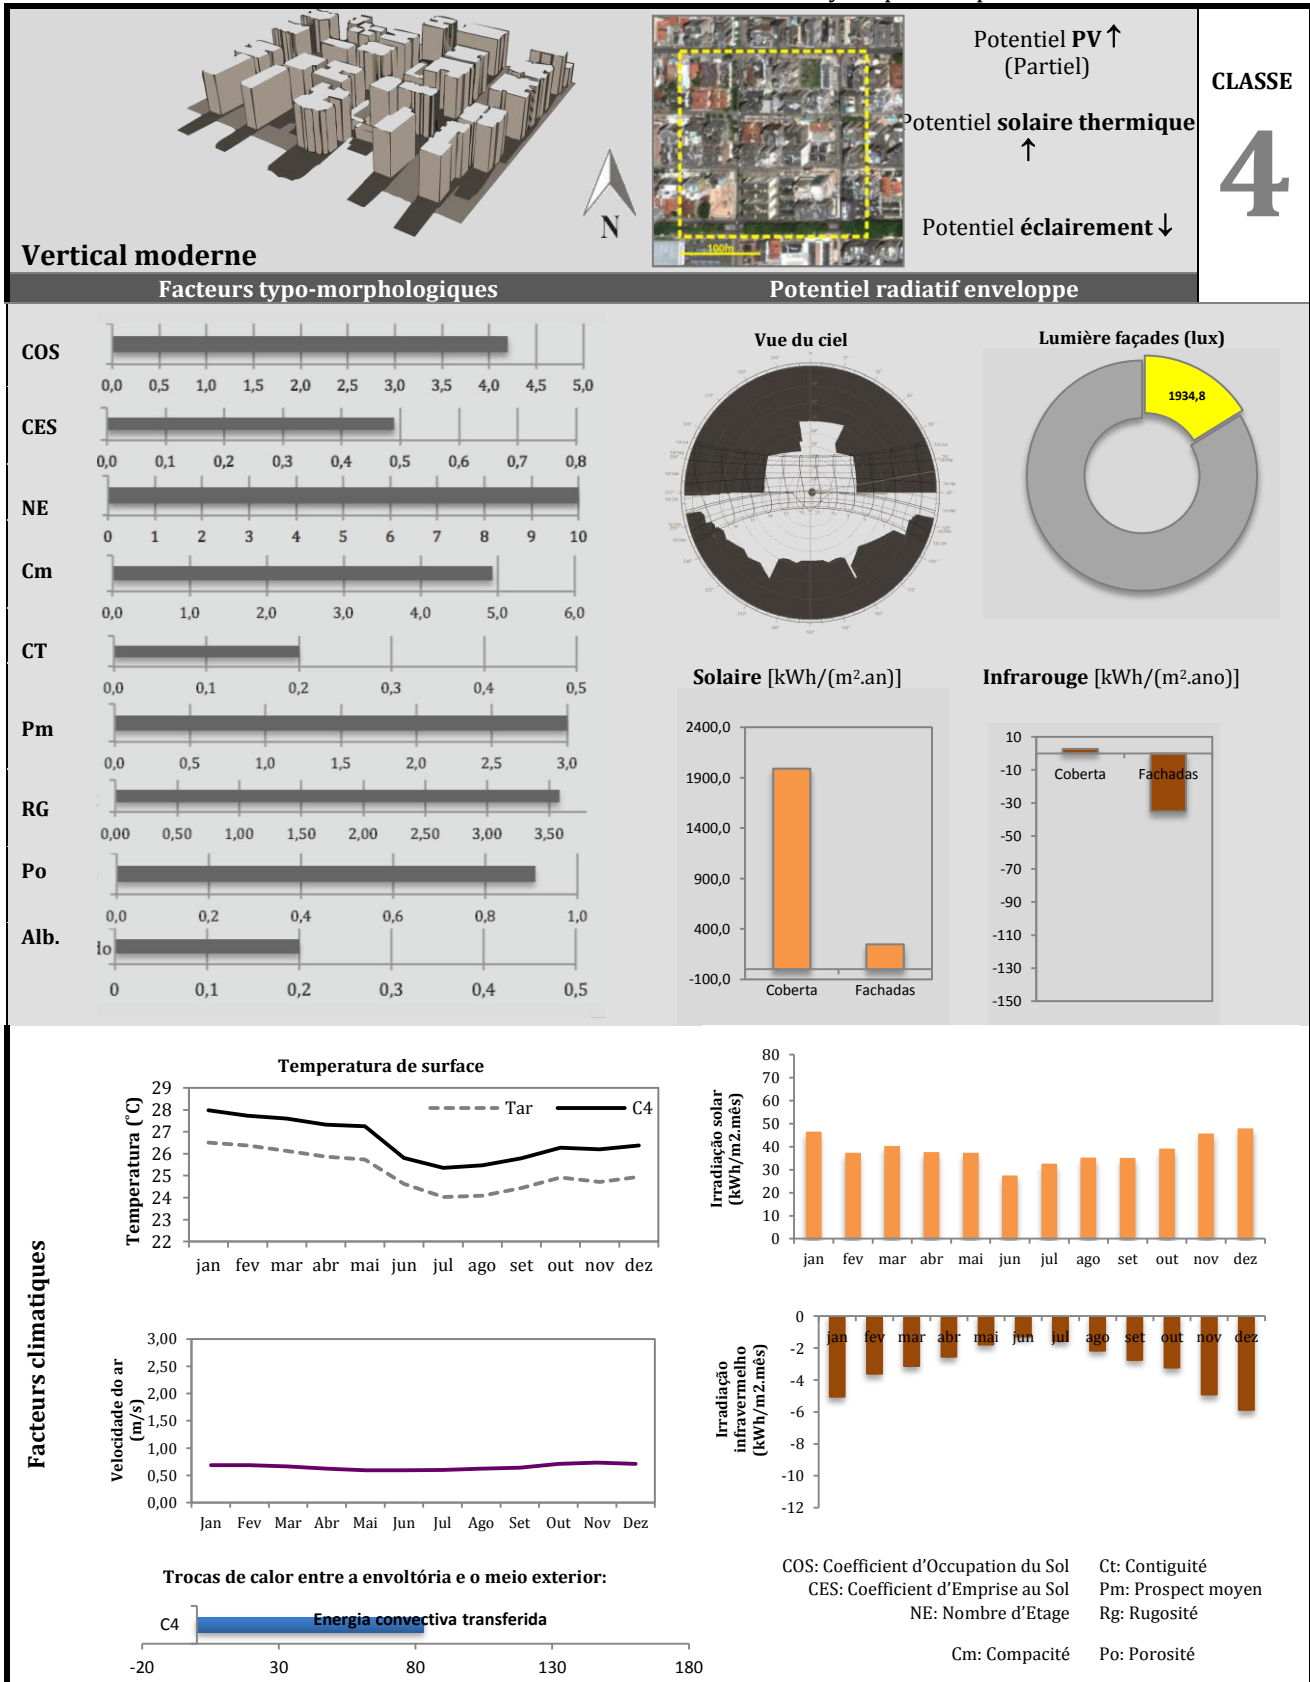 Potentiel PV ↑
(Partiel)
Potentiel solaire thermique
↑
Potentiel éclairement ↓
CLASSE
4
N
100m
Vertical moderne
Facteurs typo-morphologiques
Potentiel radiatif enveloppe
COS
0,0 0,5 1,0 1,5 2,0 2,5 3,0 3,5 4,0 4,5 5,0
CES
0,0 0,1 0,2 0,3 0,4 0,5 0,6 0,7 0,8
NE
0 1 2 3 4 5 6 7 8 9 10
Cm
0,0 1,0 2,0 3,0 4,0 5,0 6,0
CT
0,0 0,1 0,2 0,3 0,4 0,5
Pm
0,0 0,5 1,0 1,5 2,0 2,5 3,0
RG
0,00 0,50 1,00 1,50 2,00 2,50 3,00 3,50
Po
0,0 0,2 0,4 0,6 0,8 1,0
Alb.
do
0 0,1 0,2 0,3 0,4 0,5
Vue du ciel
Lumière façades (lux)
1934,8
Solaire [kWh/(m².an)]
2400,0
1900,0
1400,0
900,0
400,0
-100,0
Coberta Fachadas
Infrarouge [kWh/(m².ano)]
10
-10
-30
-50
-70
-90
-110
-130
-150
Coberta Fachadas
Facteurs climatiques
Temperatura de surface
Temperatura (°C)
29
28
27
26
25
24
23
22
Tar C4
jan fev mar abr mai jun jul ago set out nov dez
Irradiação solar
(kWh/m2.mês)
80
70
60
50
40
30
20
10
0
jan fev mar abr mai jun jul ago set out nov dez
Velocidade do ar
(m/s)
3,00
2,50
2,00
1,50
1,00
0,50
0,00
Jan Fev Mar Abr Mai Jun Jul Ago Set Out Nov Dez
Irradiação
infravermelho
(kWh/m2.mês)
0
-2
-4
-6
-8
-10
-12
jan fev mar abr mai jun jul ago set out nov dez
Trocas de calor entre a envoltória e o meio exterior:
C4
Energia convectiva transferida
-20 30 80 130 180
COS: Coefficient d'Occupation du Sol Ct: Contiguité
CES: Coefficient d'Emprise au Sol Pm: Prospect moyen
NE: Nombre d'Etage Rg: Rugosité
Cm: Compacité Po: Porosité